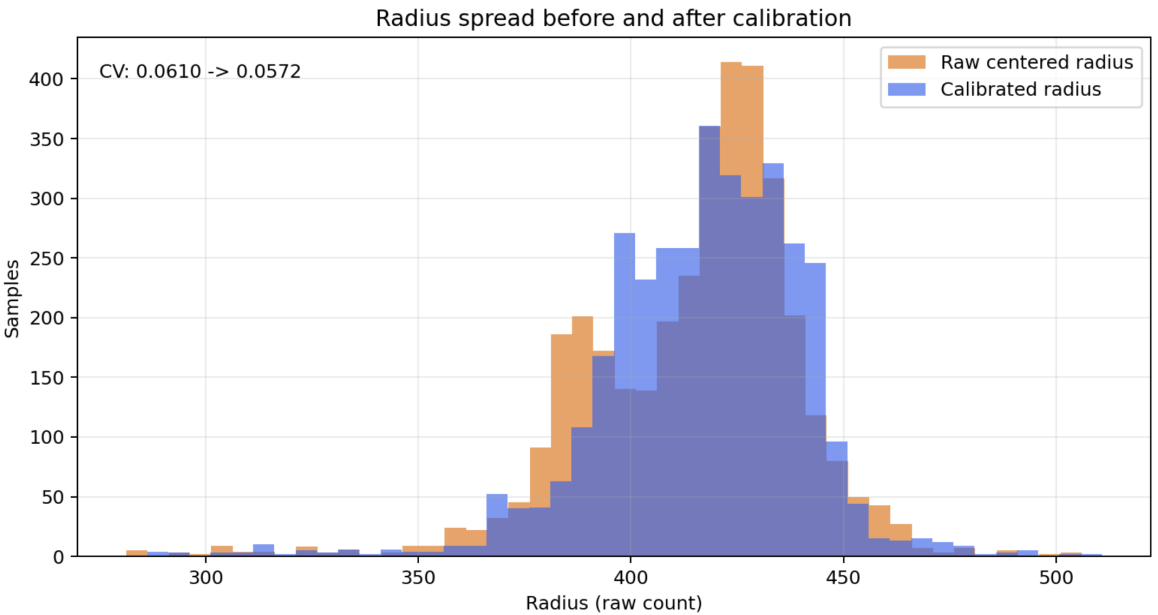 Radius spread before and after calibration
CV: 0.0610 -> 0.0572
Raw centered radius
Calibrated radius
400
350
300
250
200
150
100
50
0
Samples
300
350
400
450
500
Radius (raw count)